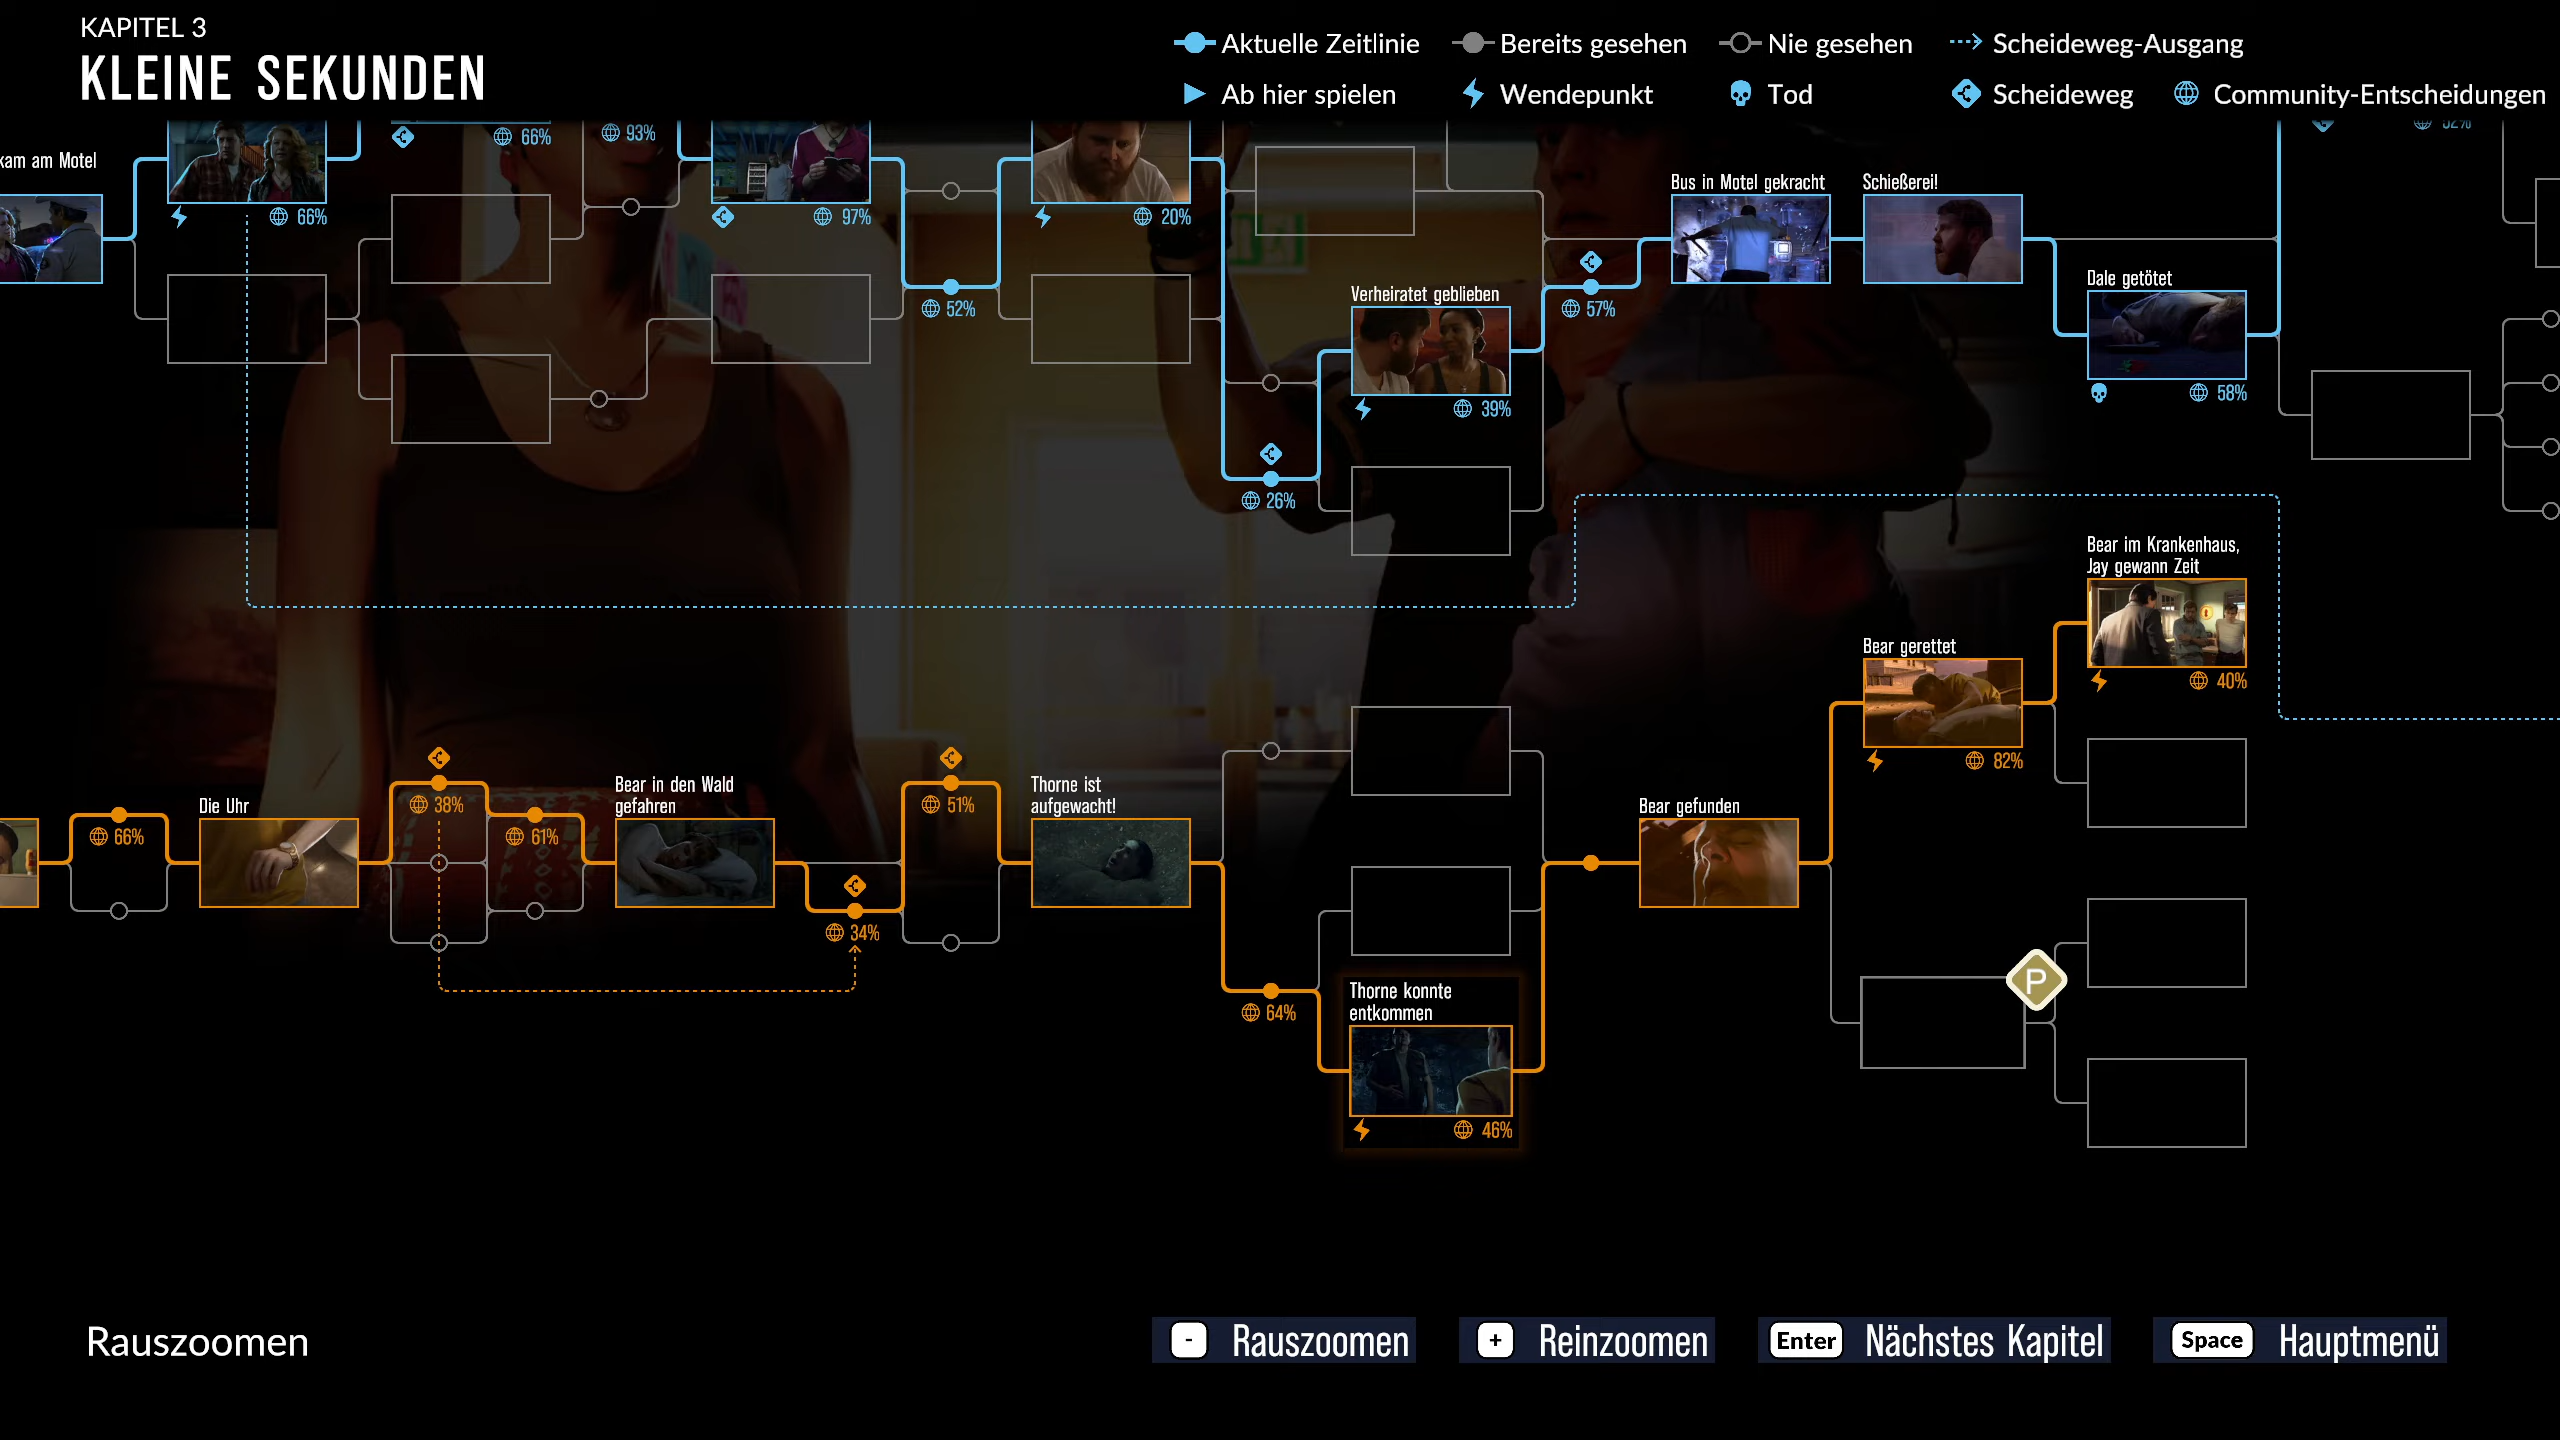 KAPITEL 3
KLEINE SEKUNDEN
Aktuelle Zeitlinie
Bereits gesehen
Nie gesehen
Scheideweg-Ausgang
Ab hier spielen
Wendepunkt
Tod
Scheideweg
Community-Entscheidungen
kam am Motel
66%
66%
93%
97%
52%
20%
26%
Verheiratet geblieben
39%
57%
Bus in Motel gekracht
Schießerei!
Dale getötet
58%
52%
66%
Die Uhr
38%
61%
Bear in den Wald
gefahren
34%
51%
Thorne ist
aufgewacht!
64%
Thorne konnte
entkommen
46%
Bear gefunden
Bear gerettet
82%
Bear im Krankenhaus,
Jay gewann Zeit
40%
P
Rauszoomen
- Rauszoomen
+ Reinzoomen
Enter Nächstes Kapitel
Space Hauptmenü